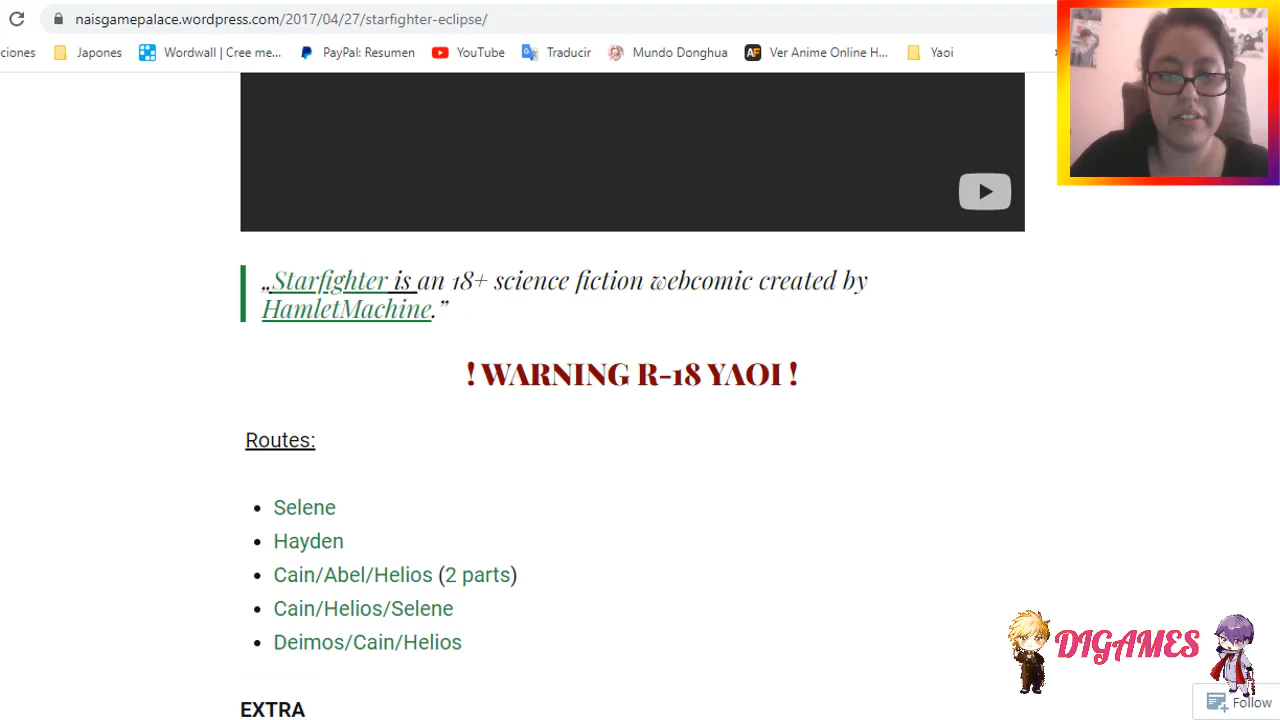 naisgamepalace.wordpress.com/2017/04/27/starfighter-eclipse/
ciones Japones Wordwall | Cree me... PayPal: Resumen YouTube Traducir Mundo Donghua AF Ver Anime Online H... Yaoi
„Starfighter is an 18+ science fiction webcomic created by
HamletMachine.”
! WARNING R-18 YAOI !
Routes:
• Selene
• Hayden
• Cain/Abel/Helios (2 parts)
• Cain/Helios/Selene
• Deimos/Cain/Helios
DIGAMES
Follow
EXTRA